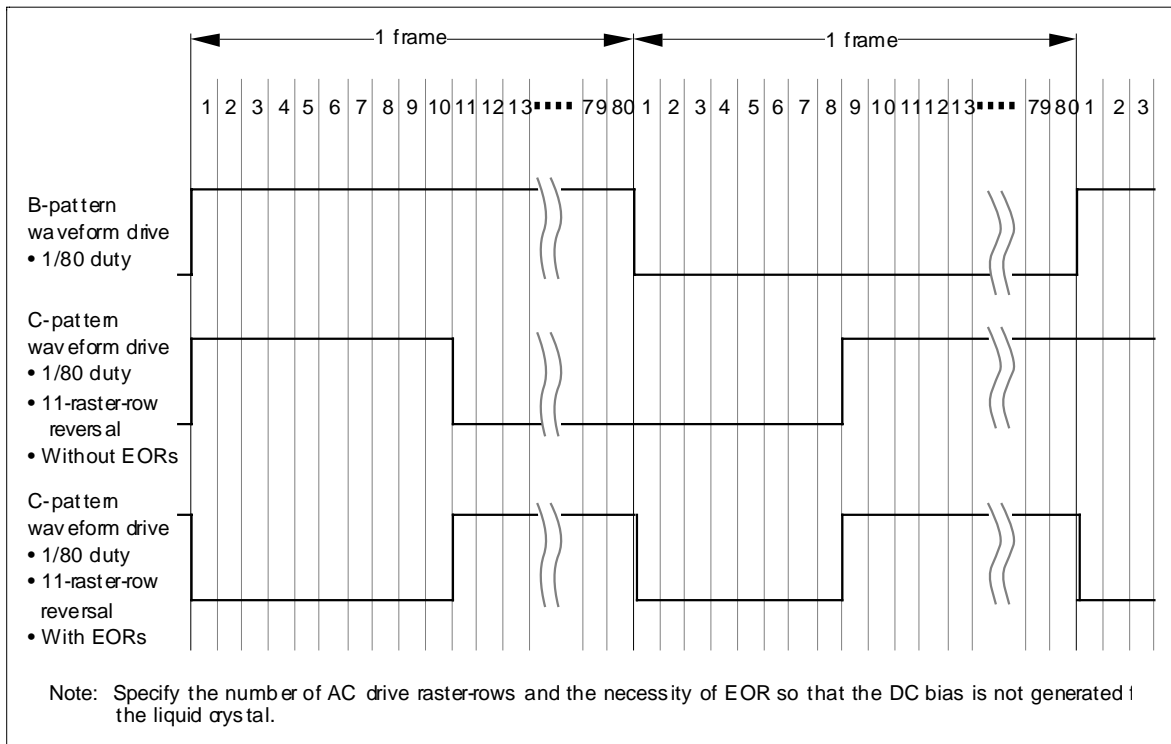 1 frame 1 frame
1 2 3 4 5 6 7 8 9 10 11 12 13 ▪▪▪▪▪ 79 80 1 2 3 4 5 6 7 8 9 10 11 12 13 ▪▪▪▪▪ 79 80 1 2 3
B-pattern
waveform drive
• 1/80 duty
C-pattern
waveform drive
• 1/80 duty
• 11-raster-row
reversal
• Without EORs
C-pattern
waveform drive
• 1/80 duty
• 11-raster-row
reversal
• With EORs
Note: Specify the number of AC drive raster-rows and the necessity of EOR so that the DC bias is not generated
the liquid crystal.